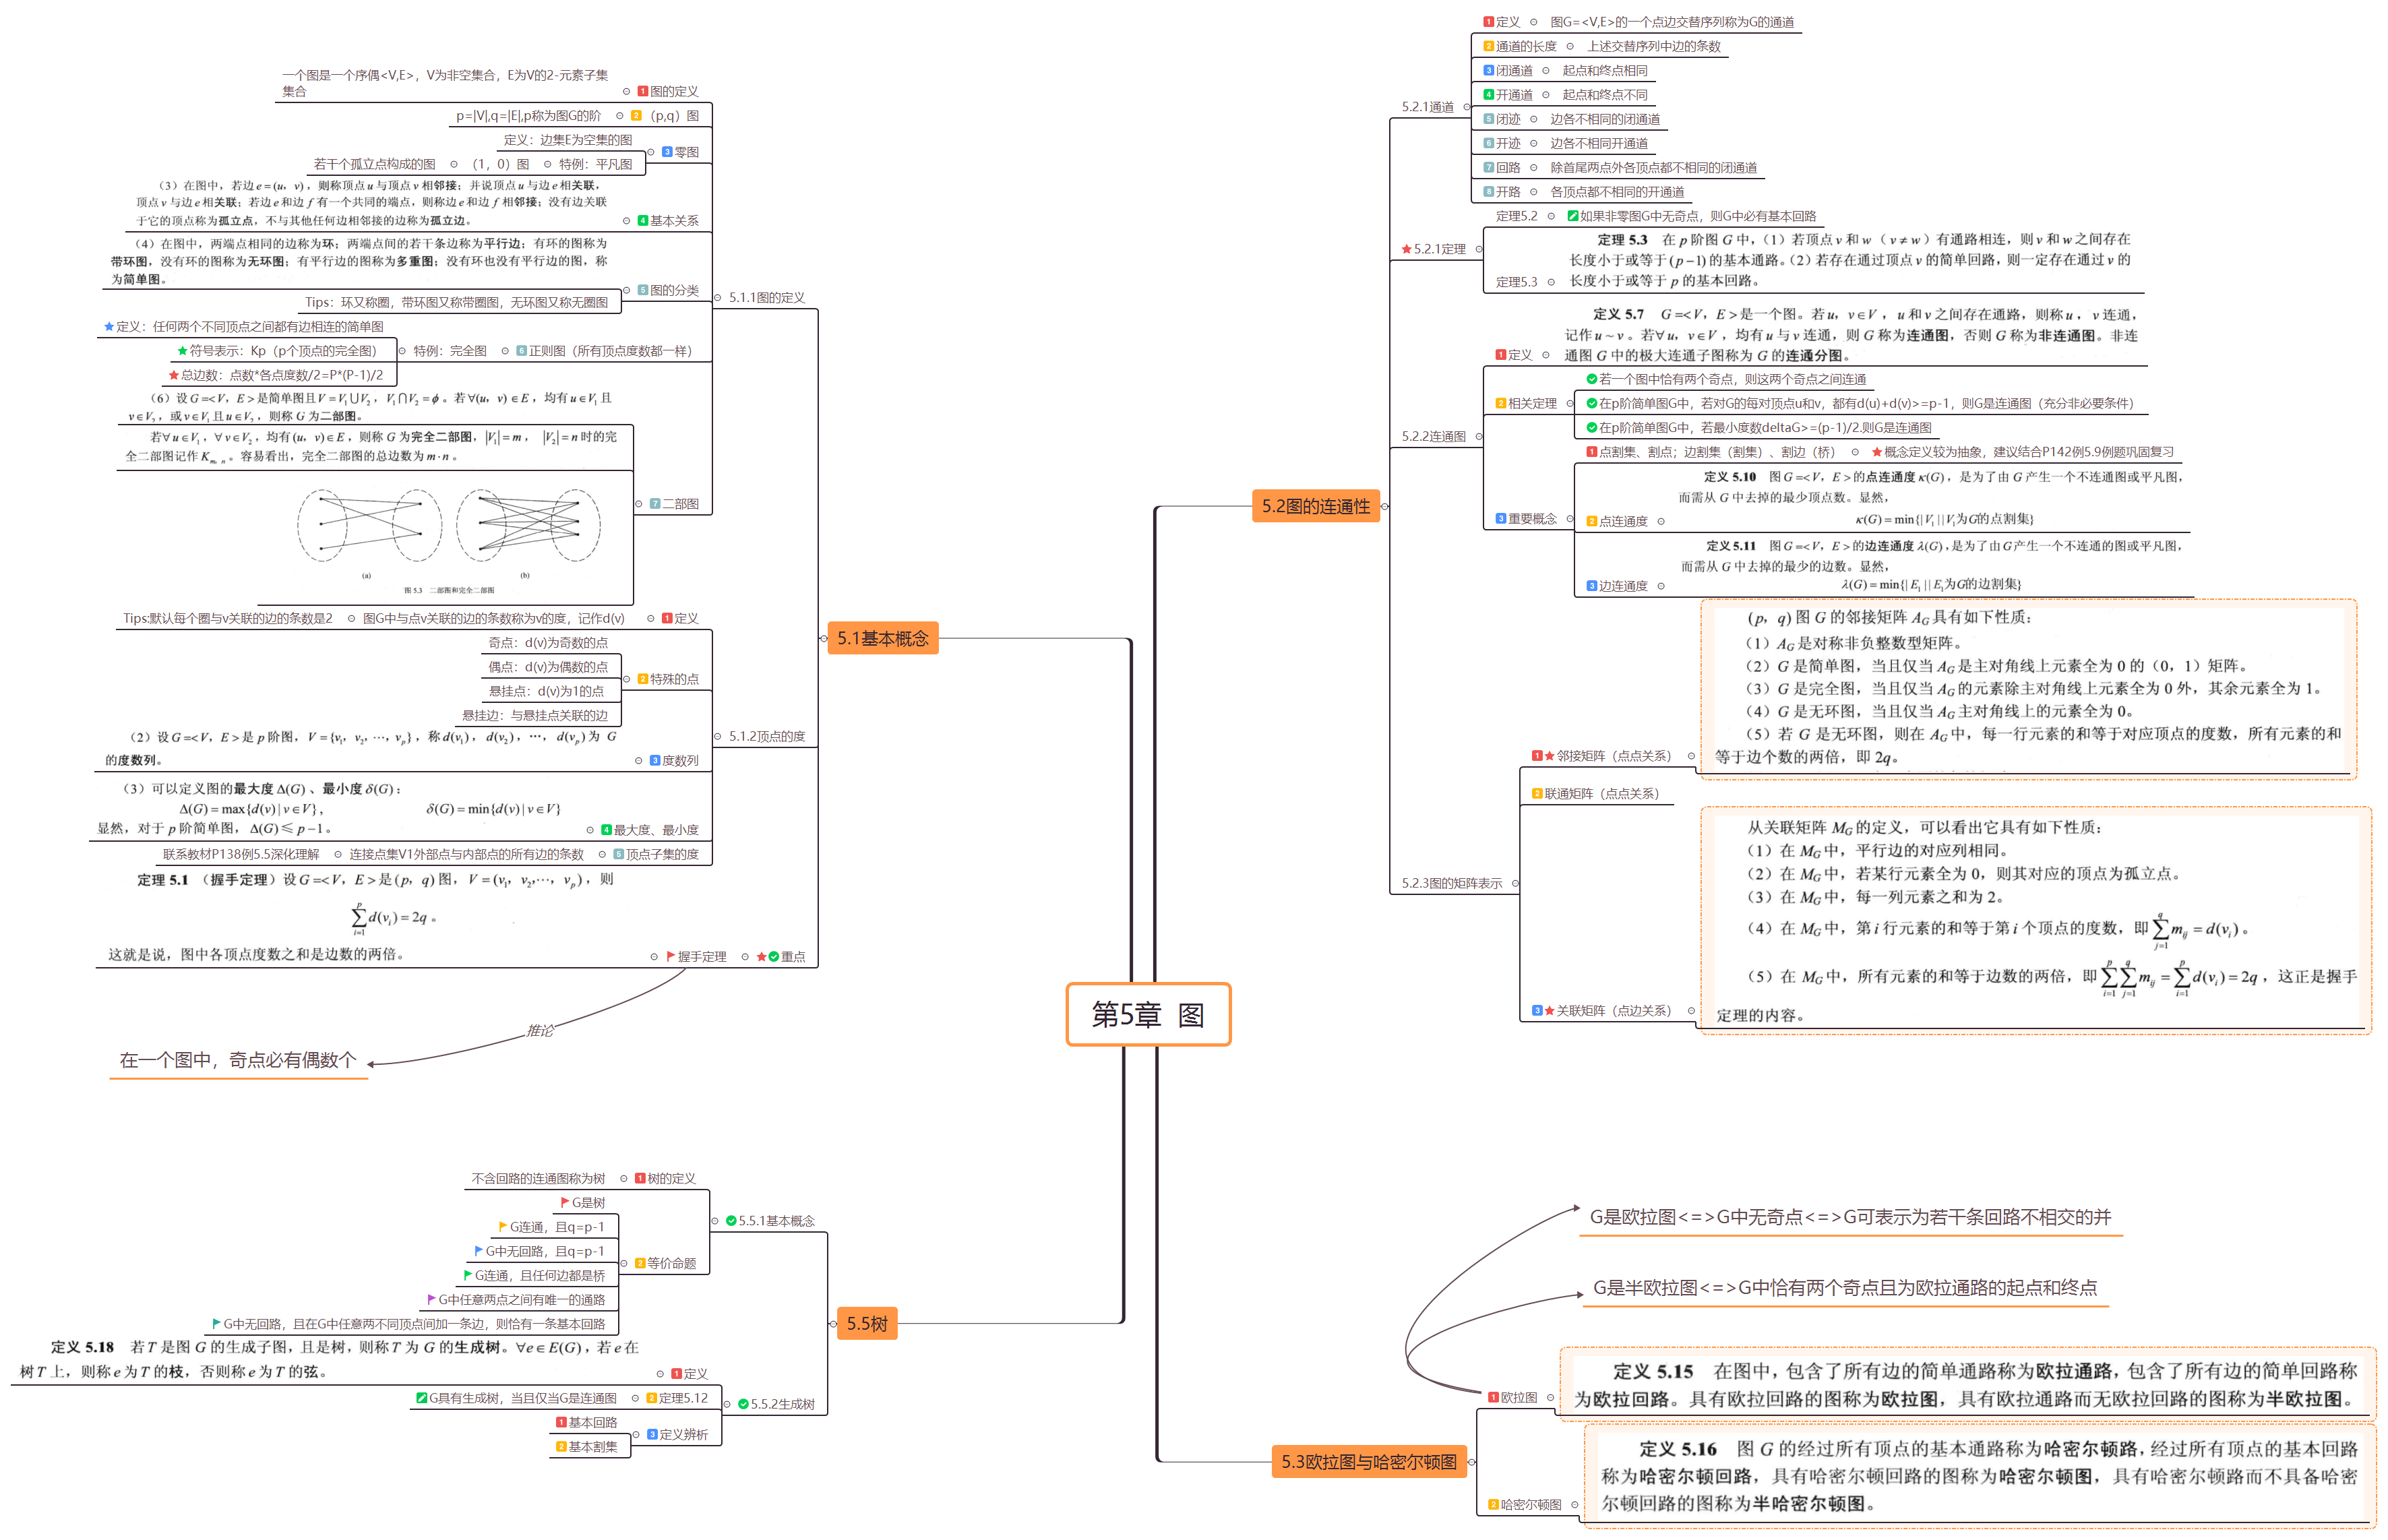 第5章 图
5.1基本概念
5.1.1图的定义
1 图的定义
一个图是一个序偶<V,E>，V为非空集合，E为V的2-元素子集
集合
2 （p,q）图
p=|V|,q=|E|,p称为图G的阶
3 零图
定义：边集E为空集的图
特例：平凡图
（1，0）图
若干个孤立点构成的图
4 基本关系
（3）在图中，若边 e = (u，v)，则称顶点 u 与顶点 v 相邻接；并说顶点 u 与边 e 相关联，
顶点 v 与边 e 相关联；若边 e 和边 f 有一个共同的端点，则称边 e 和边 f 相邻接；没有边关联
于它的顶点称为孤立点，不与其他任何边相邻接的边称为孤立边。
5 图的分类
（4）在图中，两端点相同的边称为环；两端点间的若干条边称为平行边；有环的图称为
带环图，没有环的图称为无环图；有平行边的图称为多重图；没有环也没有平行边的图，称
为简单图。
Tips：环又称圈，带环图又称带圈图，无环图又称无圈图
6 正则图（所有顶点度数都一样）
特例：完全图
定义：任何两个不同顶点之间都有边相连的简单图
符号表示：Kp（p个顶点的完全图）
总边数：点数*各点度数/2=P*(P-1)/2
7 二部图
（6）设 G =< V，E > 是简单图且 V = V₁∪V₂，V₁∩V₂ = ϕ。若 ∀(u，v) ∈ E，均有 u ∈ V₁ 且
v ∈ V₂，或 v ∈ V₁ 且 u ∈ V₂，则称 G 为二部图。
若 ∀ u ∈ V₁，∀ v ∈ V₂，均有 (u，v) ∈ E，则称 G 为完全二部图，|V₁| = m， |V₂| = n 时的完
全二部图记作 K_{m，n}。容易看出，完全二部图的总边数为 m·n。
(a) (b)
图 5.3 二部图和完全二部图
5.1.2顶点的度
1 定义
图G中与点v关联的边的条数称为v的度，记作d(v)
Tips:默认每个圈与v关联的边的条数是2
2 特殊的点
奇点：d(v)为奇数的点
偶点：d(v)为偶数的点
悬挂点：d(v)为1的点
悬挂边：与悬挂点关联的边
3 度数列
（2）设 G =< V，E > 是 p 阶图，V = {v₁，v₂，⋯，v_p}，称 d(v₁)，d(v₂)，⋯，d(v_p) 为 G
的度数列。
4 最大度、最小度
（3）可以定义图的最大度 Δ(G)、最小度 δ(G)：
Δ(G) = max{d(v) | v ∈ V}， δ(G) = min{d(v) | v ∈ V}
显然，对于 p 阶简单图，Δ(G) ≤ p − 1。
5 顶点子集的度
连接点集V1外部点与内部点的所有边的条数
联系教材P138例5.5深化理解
重点
握手定理
定理 5.1 （握手定理）设 G =< V，E > 是 (p，q) 图，V = (v₁，v₂,⋯，v_p)，则
∑_{i=1}^{p} d(v_i) = 2q。
这就是说，图中各顶点度数之和是边数的两倍。
推论
在一个图中，奇点必有偶数个
5.2图的连通性
5.2.1通道
1 定义 图G=<V,E>的一个点边交替序列称为G的通道
2 通道的长度 上述交替序列中边的条数
3 闭通道 起点和终点相同
4 开通道 起点和终点不同
5 闭迹 边各不相同的闭通道
6 开迹 边各不相同开通道
7 回路 除首尾两点外各顶点都不相同的闭通道
8 开路 各顶点都不相同的开通道
5.2.1定理
定理5.2 如果非零图G中无奇点，则G中必有基本回路
定理5.3
定理 5.3 在 p 阶图 G 中，（1）若顶点 v 和 w （v ≠ w）有通路相连，则 v 和 w 之间存在
长度小于或等于 (p−1) 的基本通路。（2）若存在通过顶点 v 的简单回路，则一定存在通过 v 的
长度小于或等于 p 的基本回路。
5.2.2连通图
1 定义
定义 5.7 G =< V，E > 是一个图。若 u，v ∈ V，u 和 v 之间存在通路，则称 u，v 连通，
记作 u ~ v。若 ∀ u，v ∈ V，均有 u 与 v 连通，则 G 称为连通图，否则 G 称为非连通图。非连
通图 G 中的极大连通子图称为 G 的连通分图。
2 相关定理
若一个图中恰有两个奇点，则这两个奇点之间连通
在p阶简单图G中，若对G的每对顶点u和v，都有d(u)+d(v)>=p-1，则G是连通图（充分非必要条件）
在p阶简单图G中，若最小度数deltaG>=(p-1)/2.则G是连通图
3 重要概念
1 点割集、割点；边割集（割集）、割边（桥） 概念定义较为抽象，建议结合P142例5.9例题巩固复习
2 点连通度
定义 5.10 图 G =< V，E > 的点连通度 κ(G)，是为了由 G 产生一个不连通图或平凡图，
而需从 G 中去掉的最少顶点数。显然，
κ(G) = min{| V₁ | | V₁为G的点割集}
3 边连通度
定义 5.11 图 G =< V，E > 的边连通度 λ(G)，是为了由 G 产生一个不连通的图或平凡图，
而需从 G 中去掉的最少的边数。显然，
λ(G) = min{| E₁ | | E₁为G的边割集}
5.2.3图的矩阵表示
1 邻接矩阵（点点关系）
(p，q) 图 G 的邻接矩阵 A_G 具有如下性质：
（1）A_G 是对称非负整数型矩阵。
（2）G 是简单图，当且仅当 A_G 是主对角线上元素全为 0 的（0，1）矩阵。
（3）G 是完全图，当且仅当 A_G 的元素除主对角线上元素全为 0 外，其余元素全为 1。
（4）G 是无环图，当且仅当 A_G 主对角线上的元素全为 0。
（5）若 G 是无环图，则在 A_G 中，每一行元素的和等于对应顶点的度数，所有元素的和
等于边个数的两倍，即 2q。
2 联通矩阵（点点关系）
3 关联矩阵（点边关系）
从关联矩阵 M_G 的定义，可以看出它具有如下性质：
（1）在 M_G 中，平行边的对应列相同。
（2）在 M_G 中，若某行元素全为 0，则其对应的顶点为孤立点。
（3）在 M_G 中，每一列元素之和为 2。
（4）在 M_G 中，第 i 行元素的和等于第 i 个顶点的度数，即 ∑_{j=1}^{q} m_{ij} = d(v_i)。
（5）在 M_G 中，所有元素的和等于边数的两倍，即 ∑_{i=1}^{p} ∑_{j=1}^{q} m_{ij} = ∑_{i=1}^{p} d(v_i) = 2q，这正是握手
定理的内容。
5.3欧拉图与哈密尔顿图
1 欧拉图
G是欧拉图<=>G中无奇点<=>G可表示为若干条回路不相交的并
G是半欧拉图<=>G中恰有两个奇点且为欧拉通路的起点和终点
定义 5.15 在图中，包含了所有边的简单通路称为欧拉通路，包含了所有边的简单回路称
为欧拉回路。具有欧拉回路的图称为欧拉图，具有欧拉通路而无欧拉回路的图称为半欧拉图。
2 哈密尔顿图
定义 5.16 图 G 的经过所有顶点的基本通路称为哈密尔顿路，经过所有顶点的基本回路
称为哈密尔顿回路，具有哈密尔顿回路的图称为哈密尔顿图，具有哈密尔顿路而不具备哈密
尔顿回路的图称为半哈密尔顿图。
5.5树
5.5.1基本概念
1 树的定义
不含回路的连通图称为树
2 等价命题
G是树
G连通，且q=p-1
G中无回路，且q=p-1
G连通，且任何边都是桥
G中任意两点之间有唯一的通路
G中无回路，且在G中任意两不同顶点间加一条边，则恰有一条基本回路
5.5.2生成树
1 定义
定义 5.18 若 T 是图 G 的生成子图，且是树，则称 T 为 G 的生成树。∀e ∈ E(G)，若 e 在
树 T 上，则称 e 为 T 的枝，否则称 e 为 T 的弦。
2 定理5.12
G具有生成树，当且仅当G是连通图
3 定义辨析
1 基本回路
2 基本割集